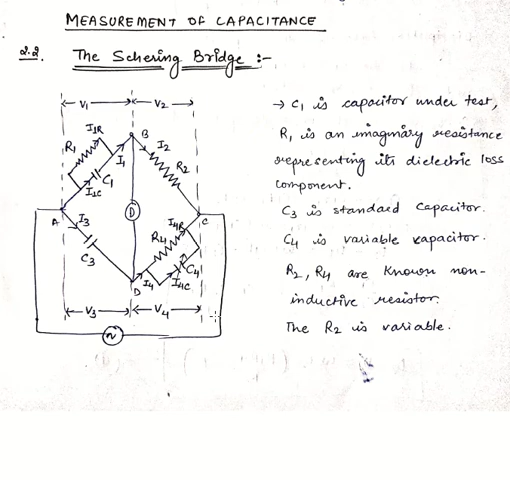 MEASUREMENT OF CAPACITANCE
2.2. The Schering Bridge :-
V1 V2
I1R
B
R1 I1 I2
C1 R2
I1C
A I3 D I4R C
R4
C3 C4
D I4 I4C
V3 V4
→ C1 is capacitor under test,
R1 is an imagmary resistance
representing its dielectric loss
component.
C3 is standard capacitor.
C4 is variable capacitor.
R2, R4 are known non-
inductive resistor.
The R2 is variable.